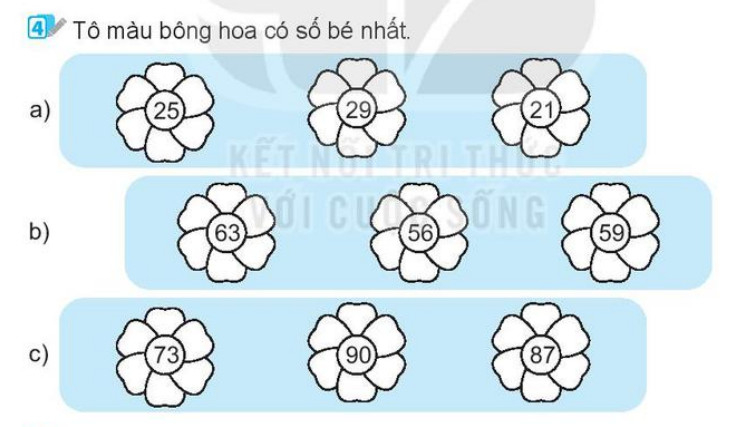 4 Tô màu bông hoa có số bé nhất.
a) 25 29 21
KẾT NỐI TRI THỨC
VỚI CUỘC SỐNG
b) 63 56 59
c) 73 90 87